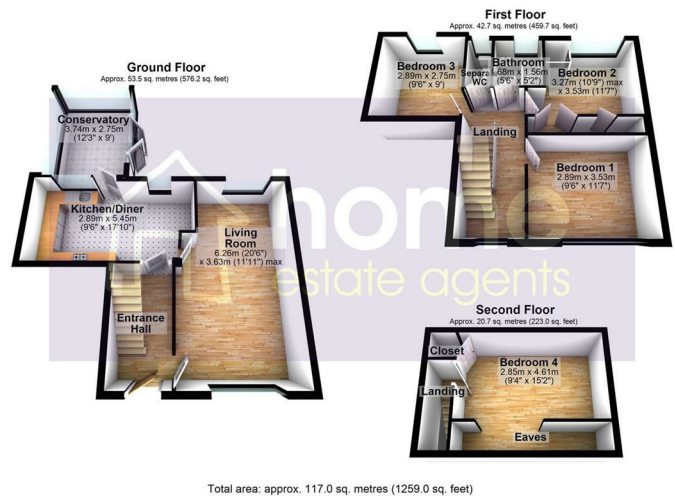 First Floor
Approx. 42.7 sq. metres (459.7 sq. feet)
Ground Floor
Approx. 53.5 sq. metres (576.2 sq. feet)
Bedroom 3
2.89m x 2.75m
(9'6" x 9')
WC
Bathroom
.68m x 1.56m
(5'6" x 5'2")
Bedroom 2
3.27m (10'9") max
x 3.53m (11'7")
Landing
Bedroom 1
2.89m x 3.53m
(9'6" x 11'7")
Conservatory
3.74m x 2.75m
(12'3" x 9')
Kitchen/Diner
2.89m x 5.45m
(9'6" x 17'10")
Living
Room
6.26m (20'6")
x 3.63m (11'11") max
Entrance
Hall
home
estate agents
Second Floor
Approx. 20.7 sq. metres (223.0 sq. feet)
Closet
Bedroom 4
2.85m x 4.61m
(9'4" x 15'2")
Landing
Eaves
Total area: approx. 117.0 sq. metres (1259.0 sq. feet)